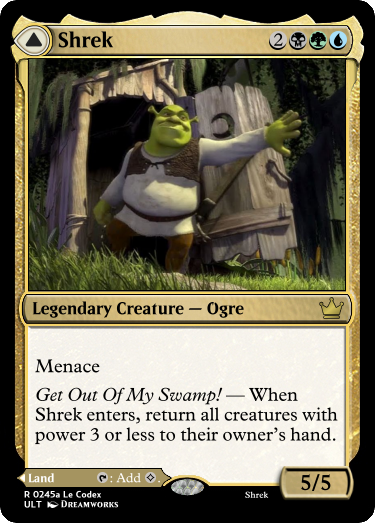 Shrek 2
Legendary Creature — Ogre
Menace
Get Out Of My Swamp! — When
Shrek enters, return all creatures with
power 3 or less to their owner's hand.
Land : Add .
5/5
R 0245a Le Codex
ULT DREAMWORKS
Shrek